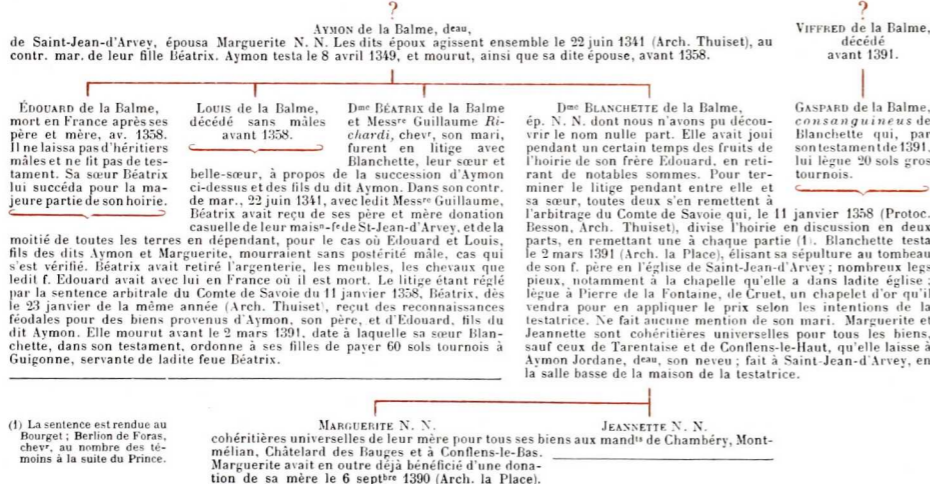 ?
AYMON de la Balme, deau,
de Saint-Jean-d'Arvey, épousa Marguerite N. N. Les dits époux agissent ensemble le 22 juin 1341 (Arch. Thuiset), au
contr. mar. de leur fille Béatrix. Aymon testa le 8 avril 1349, et mourut, ainsi que sa dite épouse, avant 1358.
?
VIFFRED de la Balme,
décédé
avant 1391.
ÉDOUARD de la Balme,
mort en France après ses
père et mère, av. 1358.
Il ne laissa pas d'héritiers
mâles et ne fit pas de tes-
tament. Sa sœur Béatrix
lui succéda pour la ma-
jeure partie de son hoirie.
LOUIS de la Balme,
décédé sans mâles
avant 1358.
Dme BÉATRIX de la Balme
et Messre Guillaume Ri-
chardi, chevr, son mari,
furent en litige avec
Blanchette, leur sœur et
belle-sœur, à propos de la succession d'Aymon
ci-dessus et des fils du dit Aymon. Dans son contr.
de mar., 22 juin 1341, avec ledit Messre Guillaume,
Béatrix avait reçu de ses père et mère donation
casuelle de leur maison-fte de St-Jean-d'Arvey, et de la
moitié de toutes les terres en dépendant, pour le cas où Edouard et Louis,
fils des dits Aymon et Marguerite, mourraient sans postérité mâle, cas qui
s'est vérifié. Béatrix avait retiré l'argenterie, les meubles, les chevaux que
ledit f. Edouard avait avec lui en France où il est mort. Le litige étant réglé
par la sentence arbitrale du Comte de Savoie du 11 janvier 1358, Béatrix, dès
le 23 janvier de la même année (Arch. Thuiset), reçut des reconnaissances
féodales pour des biens provenus d'Aymon, son père, et d'Edouard, fils du
dit Aymon. Elle mourut avant le 2 mars 1391, date à laquelle sa sœur Blan-
chette, dans son testament, ordonne à ses filles de payer 60 sols tournois à
Guigonne, servante de ladite feue Béatrix.
Dme BLANCHETTE de la Balme,
ép. N. N. dont nous n'avons pu décou-
vrir le nom nulle part. Elle avait joui
pendant un certain temps des fruits de
l'hoirie de son frère Edouard, en reti-
rant de notables sommes. Pour ter-
miner le litige pendant entre elle et
sa sœur, toutes deux s'en remettent à
l'arbitrage du Comte de Savoie qui, le 11 janvier 1358 (Protoc.
Besson, Arch. Thuiset), divise l'hoirie en discussion en deux
parts, en remettant une à chaque partie (1). Blanchette testa
le 2 mars 1391 (Arch. la Place), élisant sa sépulture au tombeau
de son f. père en l'église de Saint-Jean-d'Arvey ; nombreux legs
pieux, notamment à la chapelle qu'elle a dans ladite église ;
lègue à Pierre de la Fontaine, de Cruet, un chapelet d'or qu'il
vendra pour en appliquer le prix selon les intentions de la
testatrice. Ne fait aucune mention de son mari. Marguerite et
Jeannette sont cohéritières universelles pour tous les biens,
sauf ceux de Tarentaise et de Conflens-le-Haut, qu'elle laisse à
Aymon Jordane, deau, son neveu ; fait à Saint-Jean-d'Arvey, en
la salle basse de la maison de la testatrice.
GASPARD de la Balme,
consanguineus de
Blanchette qui, par
son testament de 1391,
lui lègue 20 sols gros
tournois.
(1) La sentence est rendue au
Bourget ; Berlion de Foras,
chevr, au nombre des té-
moins à la suite du Prince.
MARGUERITE N. N. JEANNETTE N. N.
cohéritières universelles de leur mère pour tous ses biens aux mandts de Chambéry, Mont-
mélian, Châtelard des Bauges et à Conflens-le-Bas.
Marguerite avait en outre déjà bénéficié d'une dona-
tion de sa mère le 6 septbre 1390 (Arch. la Place).